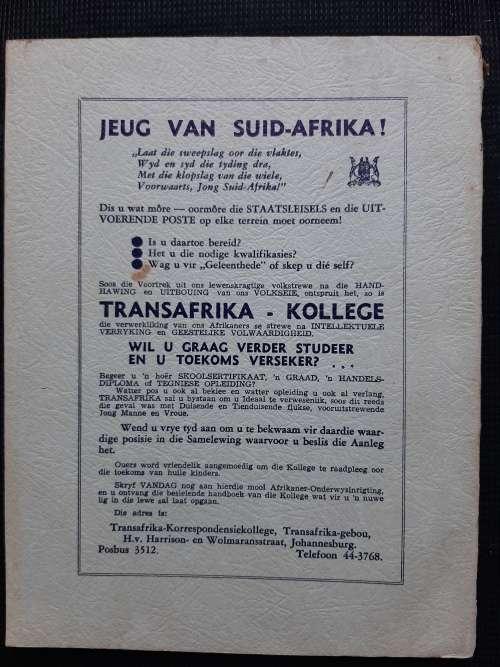 JEUG VAN SUID-AFRIKA!
„Laat die sweepslag oor die vlaktes,
Wyd en syd die tyding dra,
Met die klopslag van die wiele,
Voorwaarts, Jong Suid-Afrika!"
Dis u wat môre — oormôre die STAATSLEISELS en die UIT-
VOERENDE POSTE op elke terrein moet oorneem!
Is u daartoe bereid?
Het u die nodige kwalifikasies?
Wag u vir „Geleenthede" of skep u dié self?
Soos die Voortrek uit ons lewenskragtige volkstrewe na die HAND-
HAWING en UITBOUING van ons VOLKSEIE, ontspruit het, so is
TRANSAFRIKA - KOLLEGE
die verwerkliking van ons Afrikaners se strewe na INTELLEKTUELE
VERRYKING en GEESTELIKE VOLWAARDIGHEID.
WIL U GRAAG VERDER STUDEER
EN U TOEKOMS VERSEKER? ...
Begeer u 'n hoër SKOOLSERTIFIKAAT, 'n GRAAD, 'n HANDELS-
DIPLOMA of TEGNIESE OPLEIDING?
Watter pos u ook al beklee en watter opleiding u ook al verlang,
TRANSAFRIKA sal u bystaan om u Ideaal te verwesenlik, soos dit reeds
die geval was met Duisende en Tienduisende flukse, vooruitstrewende
Jong Manne en Vroue.
Wend u vrye tyd aan om u te bekwaam vir daardie waar-
dige posisie in die Samelewing waarvoor u beslis die Aanleg
het.
Ouers word vriendelik aangemoedig om die Kollege te raadpleeg oor
die toekoms van hulle kinders.
Skryf VANDAG nog aan hierdie mooi Afrikaner-Onderwysinrigting,
en u ontvang die besielende handboek van die Kollege wat vir u 'n nuwe
lig in die lewe sal laat opgaan.
Die adres is:
Transafrika-Korrespondensiekollege, Transafrika-gebou,
H.v. Harrison- en Wolmaransstraat, Johannesburg.
Posbus 3512. Telefoon 44-3768.